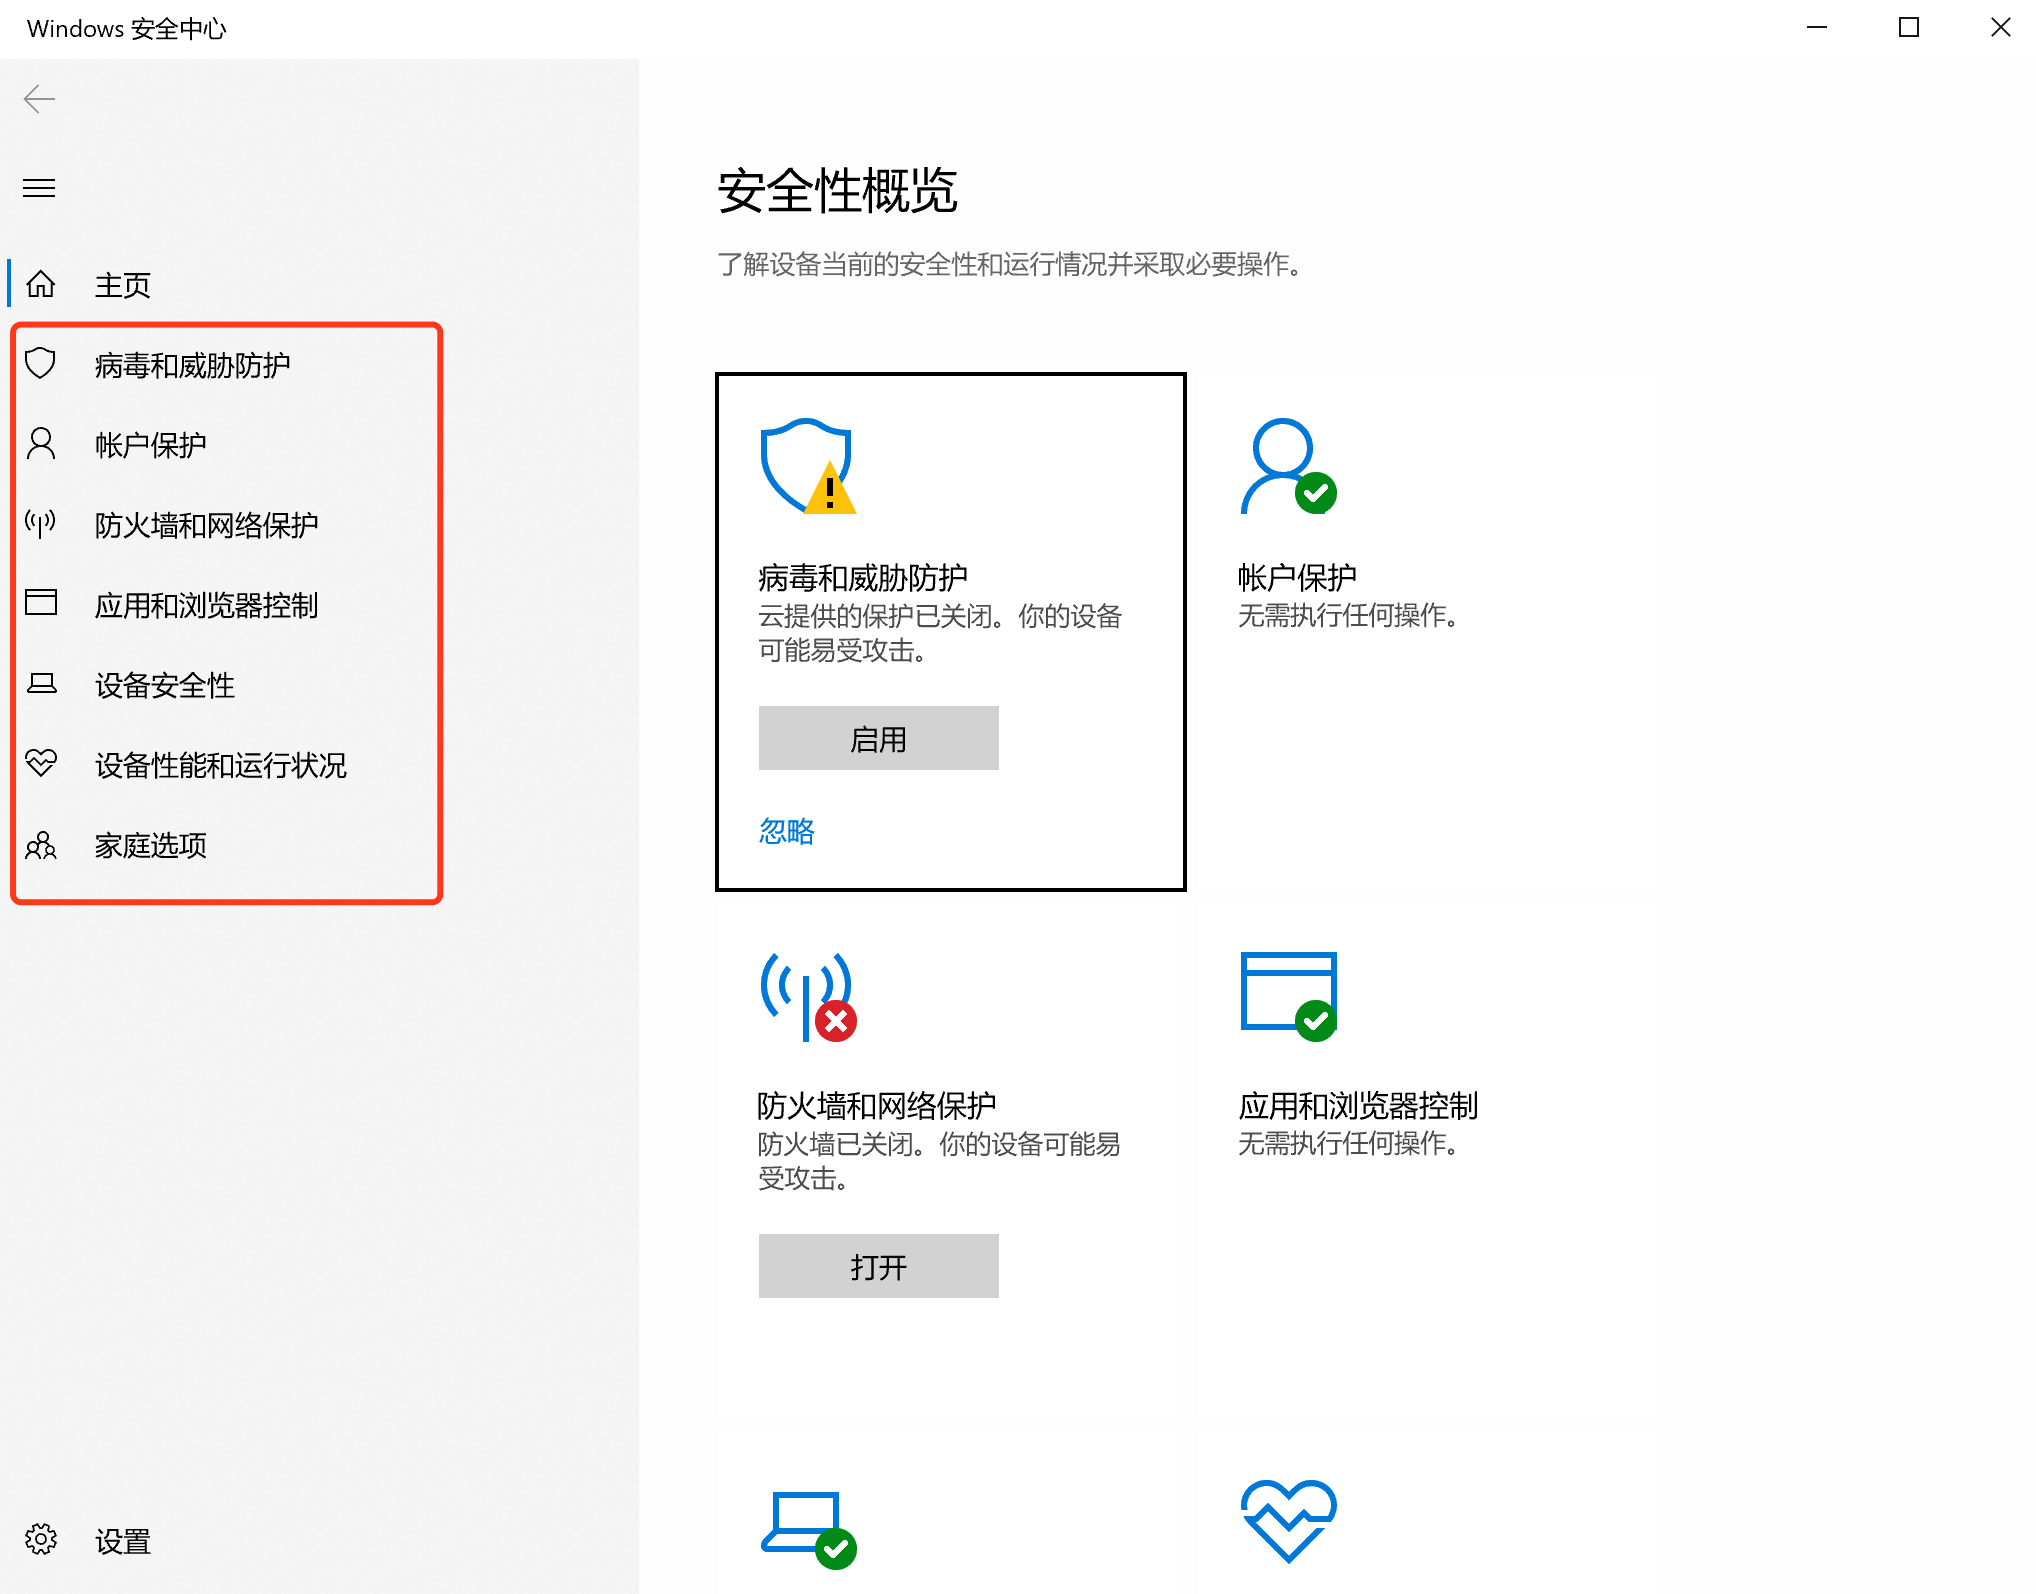 Windows 安全中心
主页
病毒和威胁防护
帐户保护
防火墙和网络保护
应用和浏览器控制
设备安全性
设备性能和运行状况
家庭选项
设置
安全性概览
了解设备当前的安全性和运行情况并采取必要操作。
病毒和威胁防护
云提供的保护已关闭。你的设备
可能易受攻击。
启用
忽略
帐户保护
无需执行任何操作。
防火墙和网络保护
防火墙已关闭。你的设备可能易
受攻击。
打开
应用和浏览器控制
无需执行任何操作。